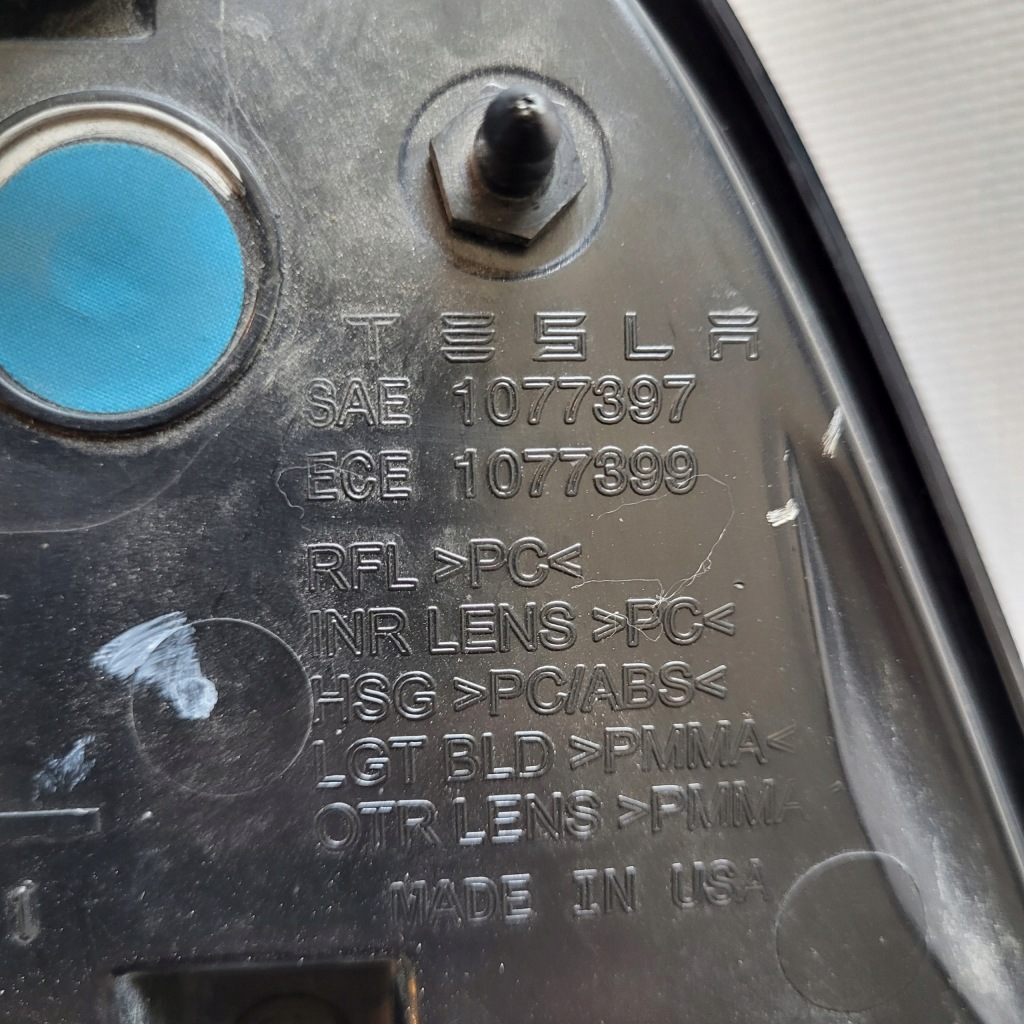 TESLA
SAE 1077397
ECE 1077399
RFL >PC<
INR LENS >PC<
HSG >PC/ABS<
LGT BLD >PMMA<
OTR LENS >PMMA<
MADE IN USA
1